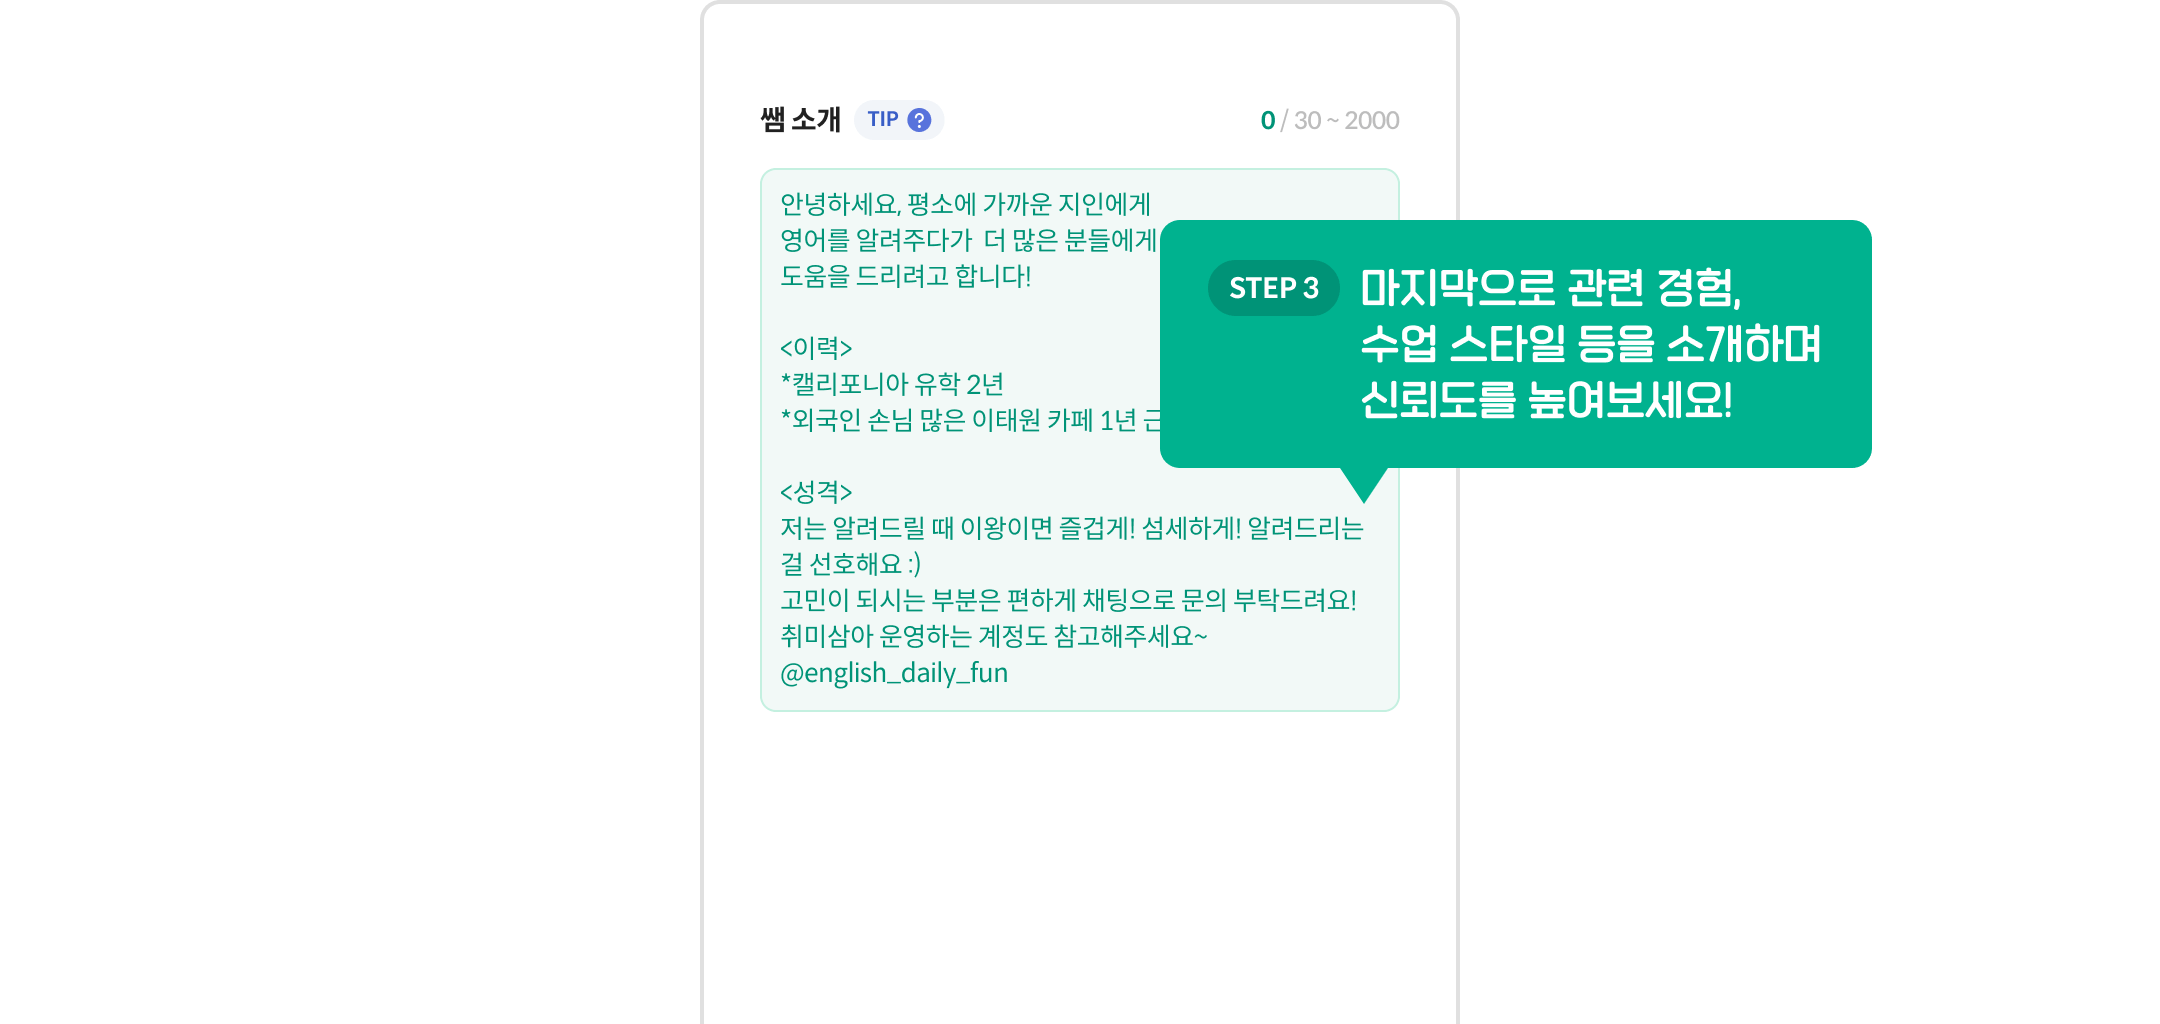 쌤 소개 TIP ?
0 / 30 ~ 2000
안녕하세요, 평소에 가까운 지인에게
영어를 알려주다가  더 많은 분들에게
도움을 드리려고 합니다!
<이력>
*캘리포니아 유학 2년
*외국인 손님 많은 이태원 카페 1년
STEP 3
마지막으로 관련 경험,
수업 스타일 등을 소개하며
신뢰도를 높여보세요!
<성격>
저는 알려드릴 때 이왕이면 즐겁게! 섬세하게! 알려드리는
걸 선호해요 :)
고민이 되시는 부분은 편하게 채팅으로 문의 부탁드려요!
취미삼아 운영하는 계정도 참고해주세요~
@english_daily_fun